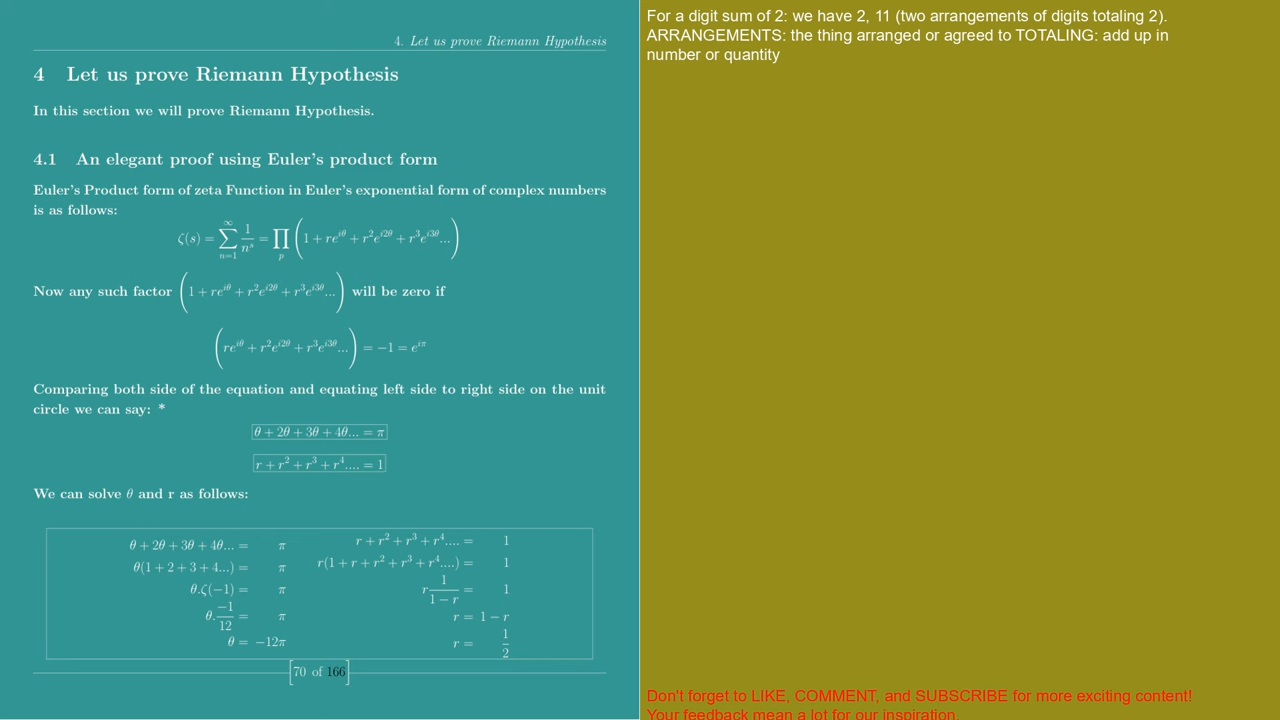 4. Let us prove Riemann Hypothesis
4 Let us prove Riemann Hypothesis
In this section we will prove Riemann Hypothesis.
4.1 An elegant proof using Euler's product form
Euler's Product form of zeta Function in Euler's exponential form of complex numbers
is as follows:
ζ(s) = ∑_{n=1}^{∞} 1/n^s = ∏_p (1 + re^{iθ} + r²e^{i2θ} + r³e^{i3θ}...)
Now any such factor (1 + re^{iθ} + r²e^{i2θ} + r³e^{i3θ}...) will be zero if
(re^{iθ} + r²e^{i2θ} + r³e^{i3θ}...) = −1 = e^{iπ}
Comparing both side of the equation and equating left side to right side on the unit
circle we can say: *
θ + 2θ + 3θ + 4θ... = π
r + r² + r³ + r⁴.... = 1
We can solve θ and r as follows:
θ + 2θ + 3θ + 4θ... = π
θ(1 + 2 + 3 + 4...) = π
θ.ζ(−1) = π
θ.−1/12 = π
θ = −12π
r + r² + r³ + r⁴.... = 1
r(1 + r + r² + r³ + r⁴....) = 1
r 1/(1 − r) = 1
r = 1 − r
r = 1/2
70 of 166
For a digit sum of 2: we have 2, 11 (two arrangements of digits totaling 2).
ARRANGEMENTS: the thing arranged or agreed to TOTALING: add up in
number or quantity
Don't forget to LIKE, COMMENT, and SUBSCRIBE for more exciting content!
Your feedback mean a lot for our inspiration.